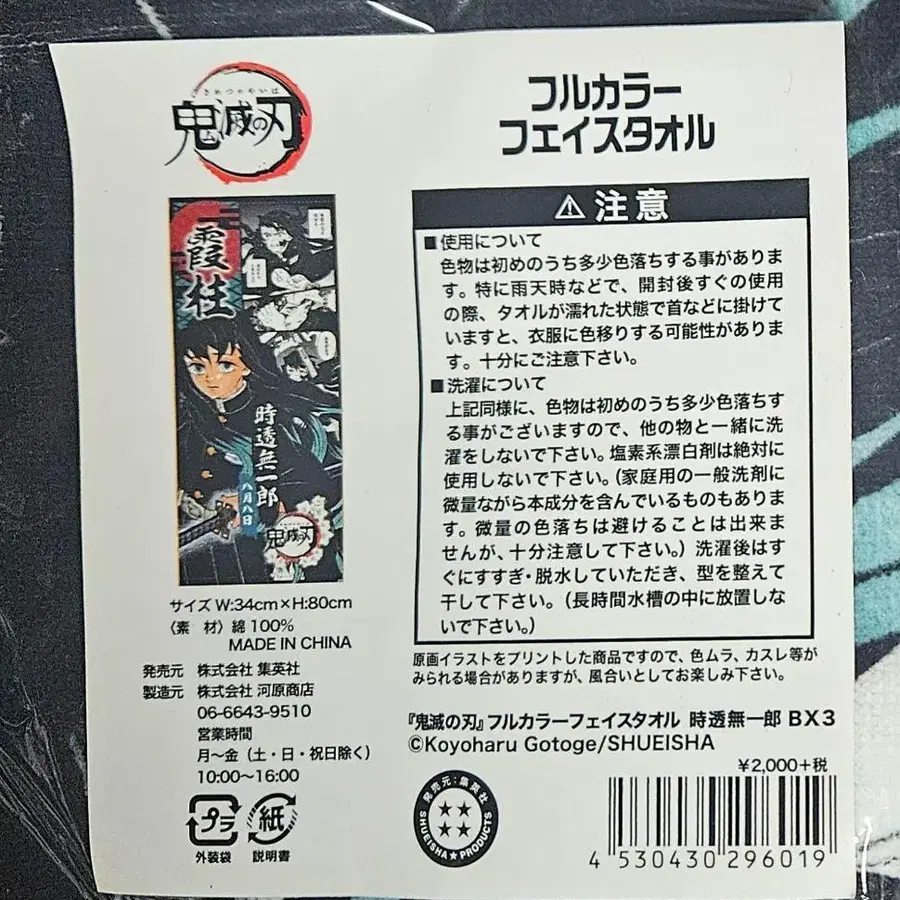 きめつのやいば
鬼滅の刃
フルカラー
フェイスタオル
霞柱
時透無一郎
八月八日
鬼滅の刃
サイズ W:34cm×H:80cm
〈素 材〉綿 100%
MADE IN CHINA
発売元 株式会社 集英社
製造元 株式会社 河原商店
06-6643-9510
営業時間
月〜金(土・日・祝日除く)
10:00〜16:00
プラ
外装袋
紙
説明書
⚠注意
■使用について
色物は初めのうち多少色落ちする事がありま
す。特に雨天時などで、開封後すぐの使用
の際、タオルが濡れた状態で首などに掛けて
いますと、衣服に色移りする可能性がありま
す。十分にご注意下さい。
■洗濯について
上記同様に、色物は初めのうち多少色落ちす
る事がございますので、他の物と一緒に洗
濯をしないで下さい。塩素系漂白剤は絶対に
使用しないで下さい。(家庭用の一般洗剤に
微量ながら本成分を含んでいるものもありま
す。微量の色落ちは避けることは出来ま
せんが、十分注意して下さい。)洗濯後はす
ぐにすすぎ・脱水していただき、型を整えて
干して下さい。(長時間水槽の中に放置しな
いで下さい。)
原画イラストをプリントした商品ですので、色ムラ、カスレ等が
みられる場合がありますが、風合いとしてお楽しみ下さい。
『鬼滅の刃』フルカラーフェイスタオル 時透無一郎 BX3
©Koyoharu Gotoge/SHUEISHA
¥2,000+税
発売元:集英社
SHUEISHA★PRODUCTS
4 530430 296019